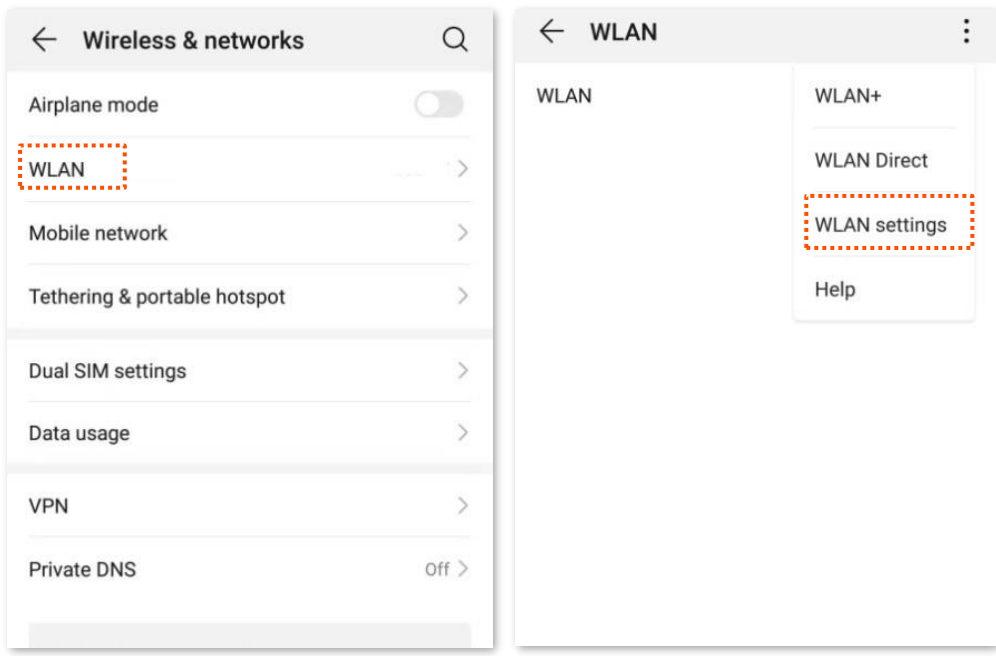 Wireless & networks
Airplane mode
WLAN
Mobile network
Tethering & portable hotspot
Dual SIM settings
Data usage
VPN
Private DNS
Off
WLAN
WLAN
WLAN+
WLAN Direct
WLAN settings
Help